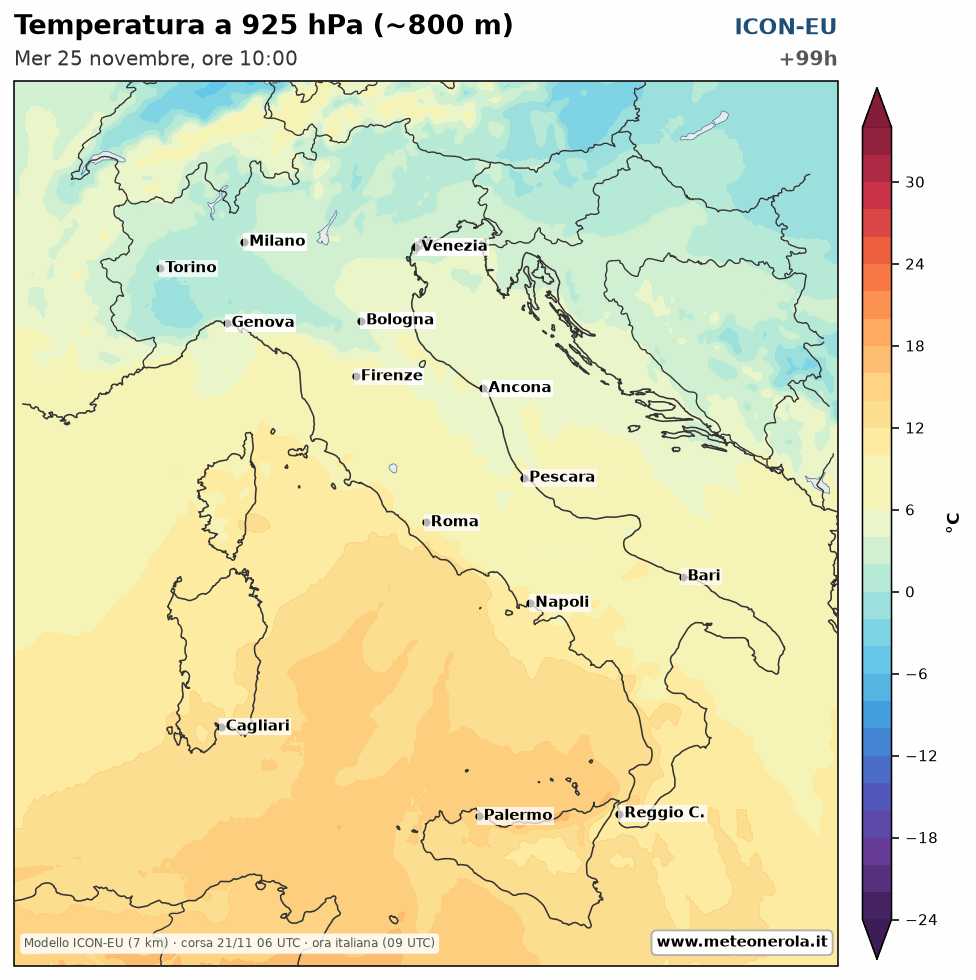 Temperatura a 925 hPa (~800 m)
ICON-EU
Mer 25 novembre, ore 10:00
+99h
Milano
Venezia
Torino
Genova
Bologna
Firenze
Ancona
Pescara
Roma
Bari
Napoli
Cagliari
Palermo
Reggio C.
30
24
18
12
6
0
−6
−12
−18
−24
°C
Modello ICON-EU (7 km) · corsa 21/11 06 UTC · ora italiana (09 UTC)
www.meteonerola.it